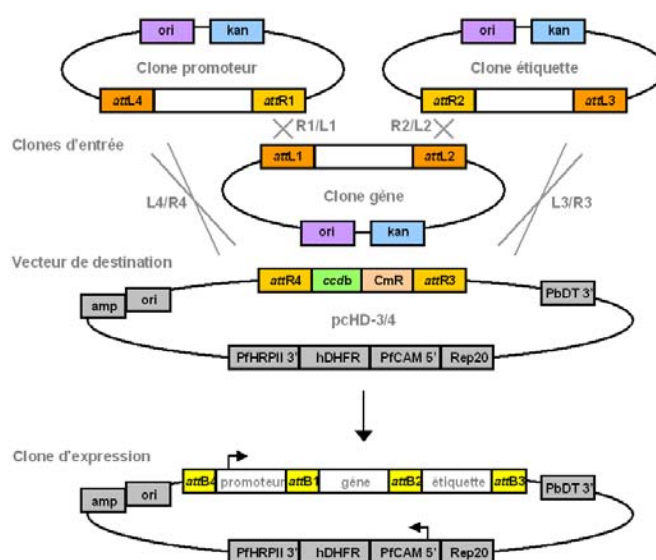 ori kan
Clone promoteur
attL4 attR1
ori kan
Clone étiquette
attR2 attL3
R1/L1
R2/L2
Clones d'entrée
attL1 attL2
Clone gène
ori kan
L4/R4
L3/R3
Vecteur de destination
attR4 ccdb CmR attR3
amp ori
PbDT 3'
pcHD-3/4
PfHRPII 3' hDHFR PfCAM 5' Rep20
Clone d'expression
attB4 promoteur attB1 gène attB2 étiquette attB3
amp ori
PbDT 3'
PfHRPII 3' hDHFR PfCAM 5' Rep20